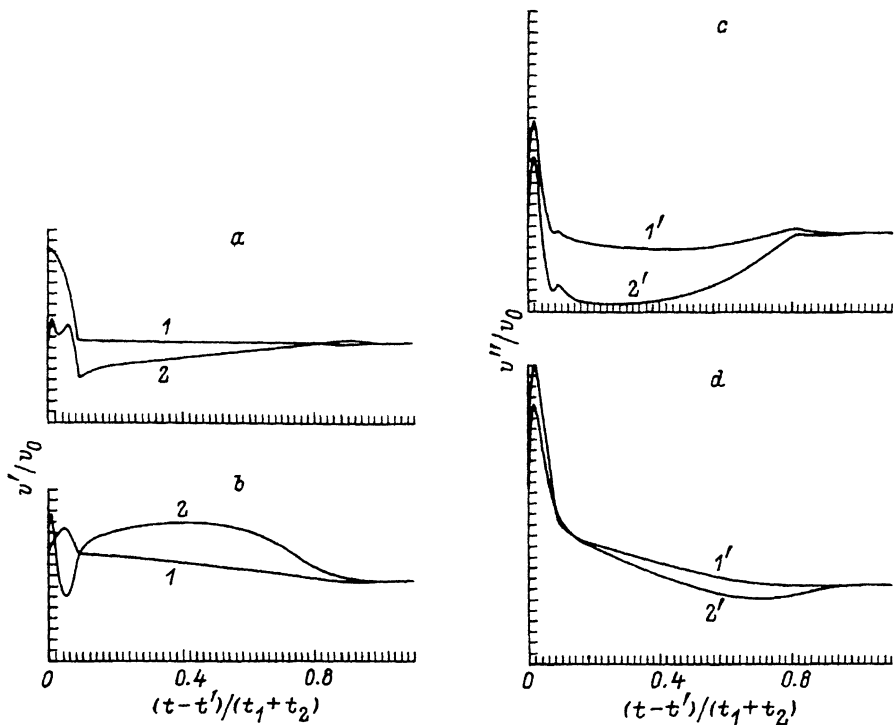 a
1
2
v'/v₀
b
2
1
0
0.4
0.8
(t-t')/(t₁+t₂)
c
1'
2'
v''/v₀
d
1'
2'
0
0.4
0.8
(t-t')/(t₁+t₂)